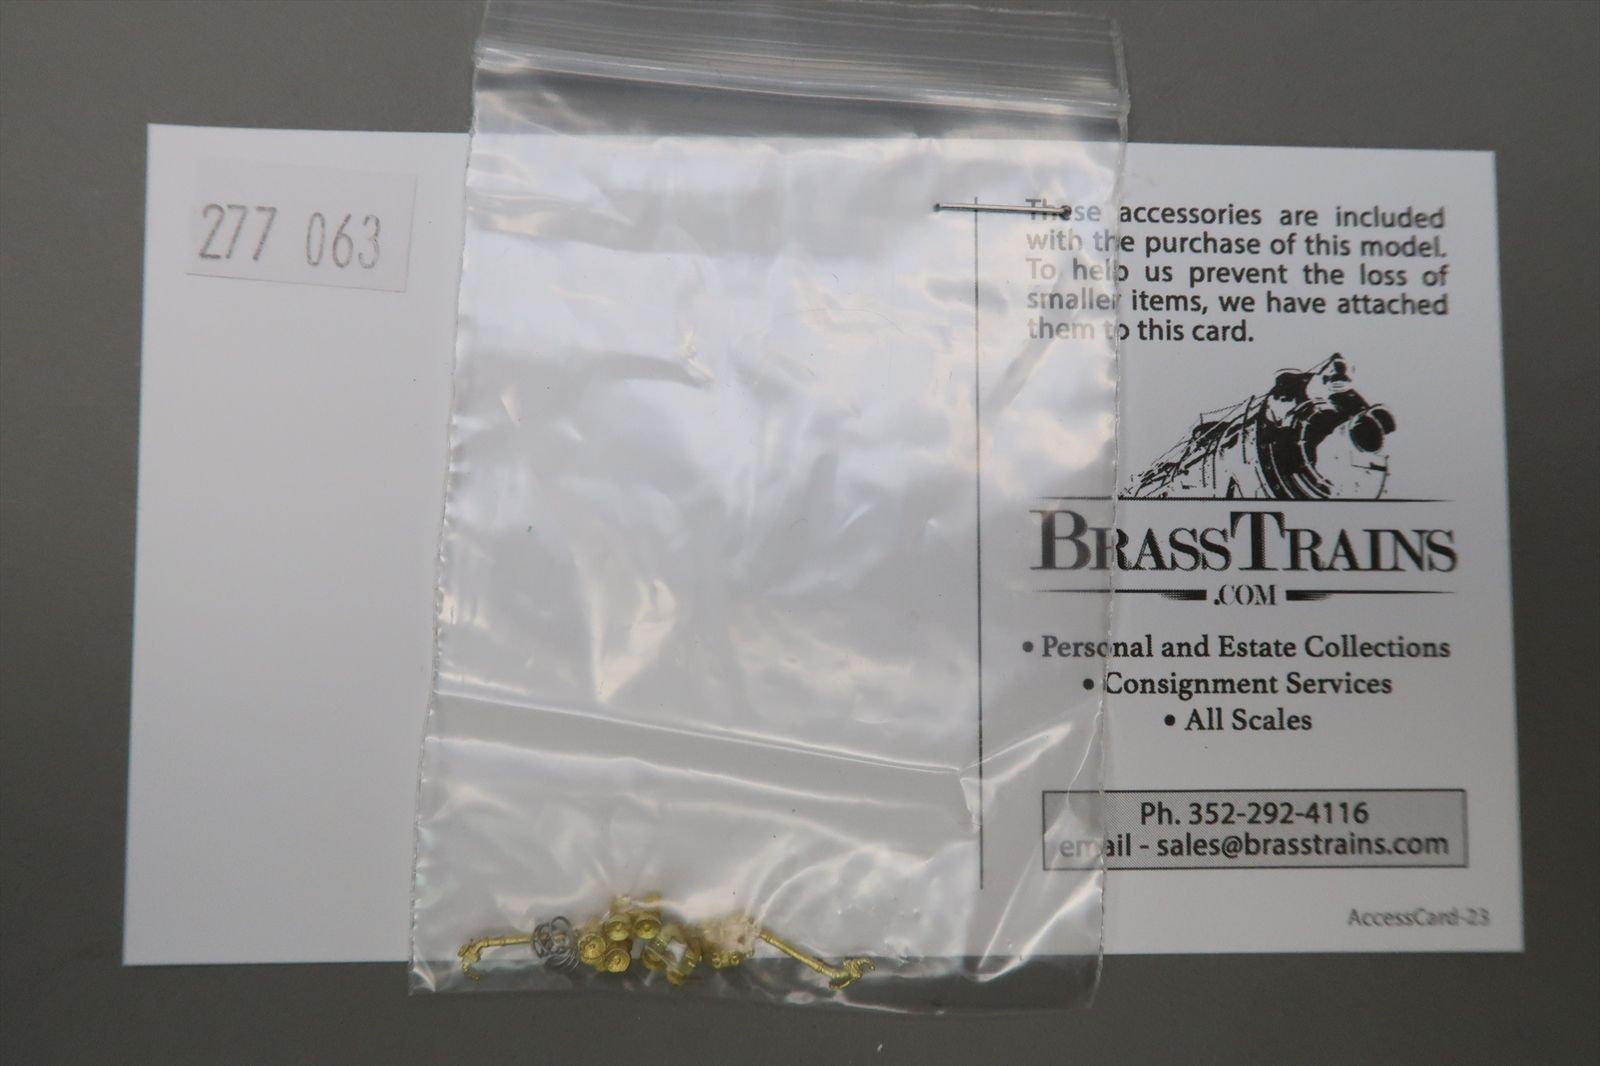 277 063
These accessories are included
with the purchase of this model.
To help us prevent the loss of
smaller items, we have attached
them to this card.
BRASSTRAINS
.COM
• Personal and Estate Collections
• Consignment Services
• All Scales
Ph. 352-292-4116
email - sales@brasstrains.com
AccessCard-23